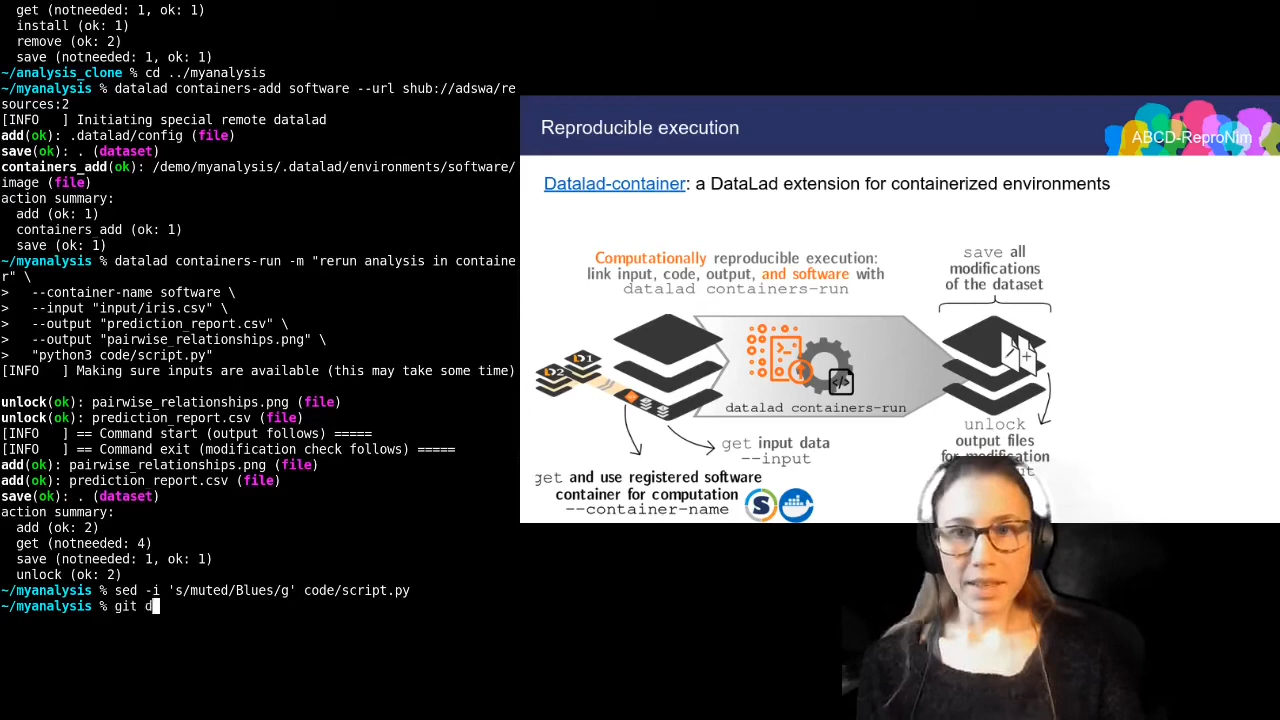 get (notneeded: 1, ok: 1)
install (ok: 1)
remove (ok: 2)
save (notneeded: 1, ok: 1)
~/analysis_clone % cd ../myanalysis
~/myanalysis % datalad containers-add software --url shub://adswa/re
sources:2
[INFO   ] Initiating special remote datalad
add(ok): .datalad/config (file)
save(ok): . (dataset)
containers_add(ok): /demo/myanalysis/.datalad/environments/software/
image (file)
action summary:
add (ok: 1)
containers_add (ok: 1)
save (ok: 1)
~/myanalysis % datalad containers-run -m "rerun analysis in containe
r" \
>   --container-name software \
>   --input "input/iris.csv" \
>   --output "prediction_report.csv" \
>   --output "pairwise_relationships.png" \
>   "python3 code/script.py"
[INFO   ] Making sure inputs are available (this may take some time)
unlock(ok): pairwise_relationships.png (file)
unlock(ok): prediction_report.csv (file)
[INFO   ] == Command start (output follows) =====
[INFO   ] == Command exit (modification check follows) =====
add(ok): pairwise_relationships.png (file)
add(ok): prediction_report.csv (file)
save(ok): . (dataset)
action summary:
add (ok: 2)
get (notneeded: 4)
save (notneeded: 1, ok: 1)
unlock (ok: 2)
~/myanalysis % sed -i 's/muted/Blues/g' code/script.py
~/myanalysis % git d
Reproducible execution
ABCD-ReproNim
Datalad-container: a DataLad extension for containerized environments
Computationally reproducible execution:
link input, code, output, and software with
datalad containers-run
save all
modifications
of the dataset
D1
D2
>_
</>
datalad containers-run
get input data
--input
get and use registered software
container for computation
--container-name
S
unlock
output files
for modification